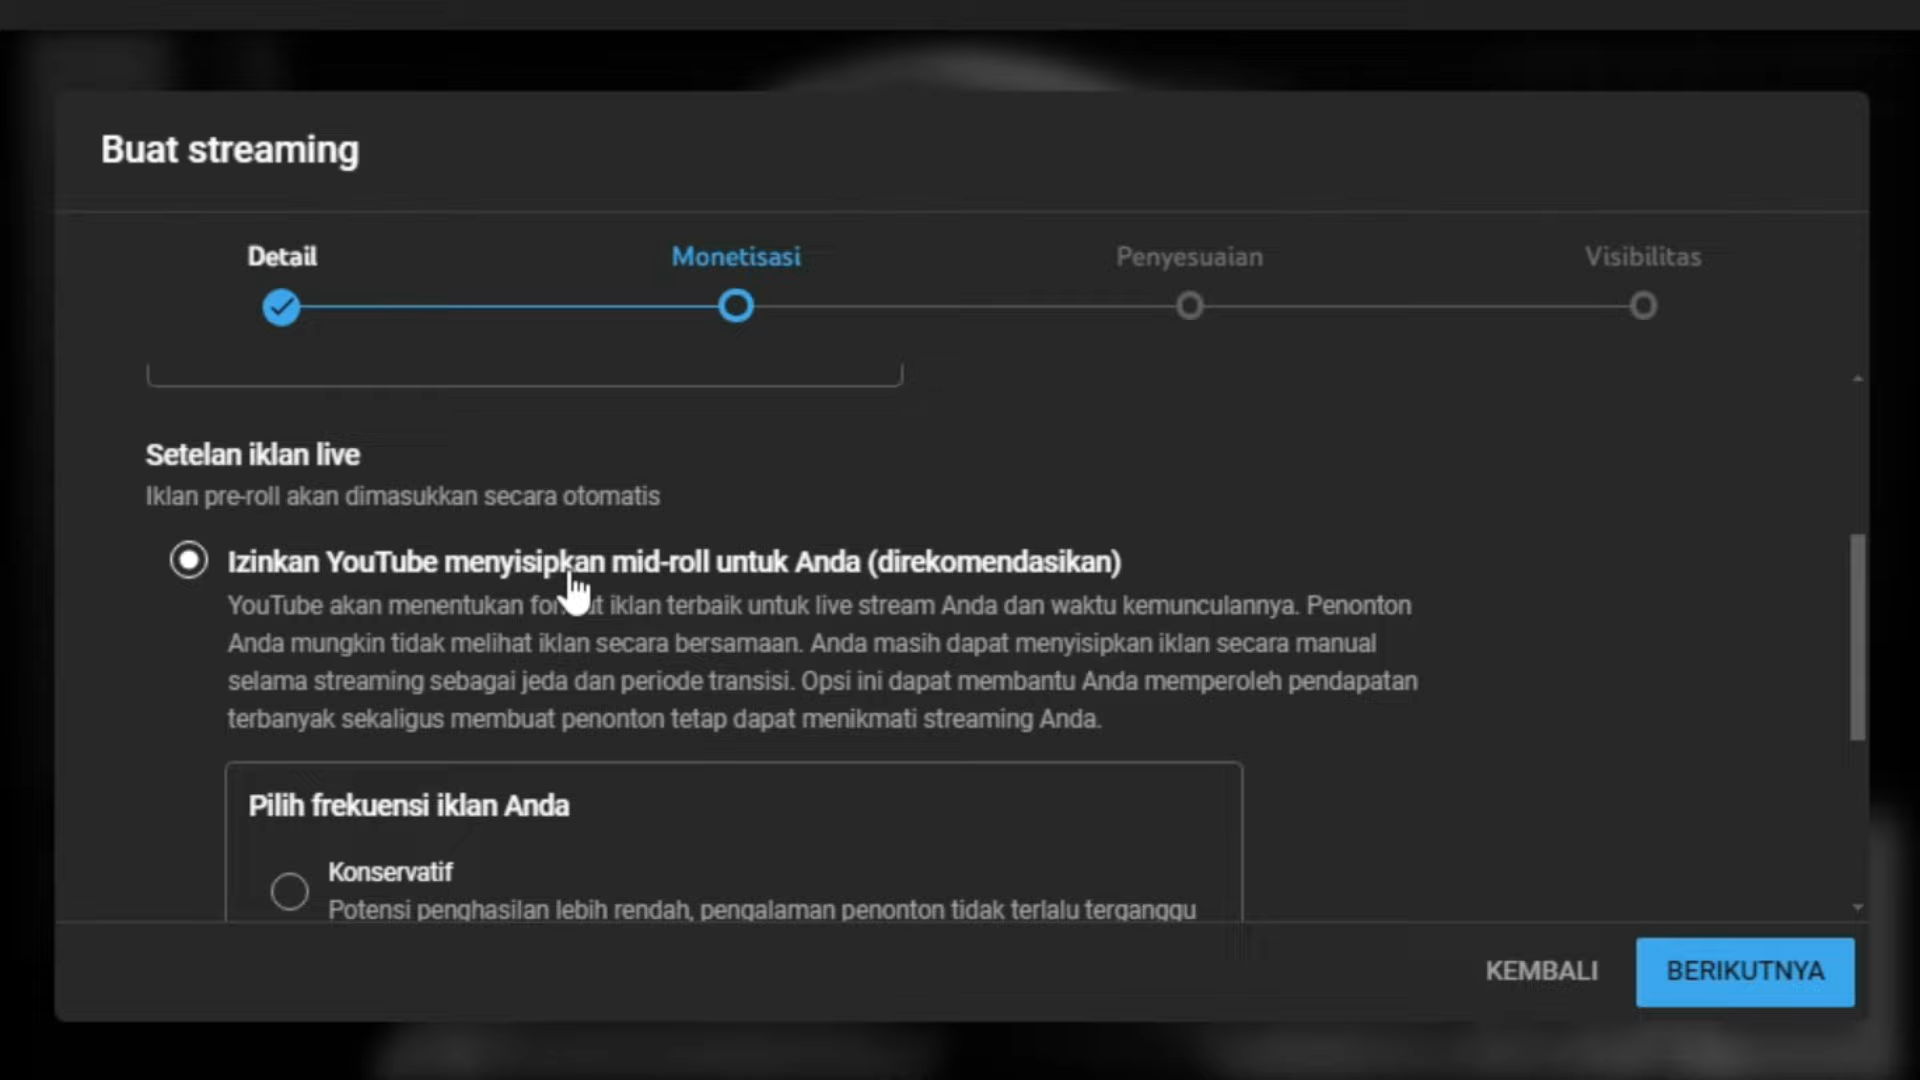 Buat streaming
Detail
Monetisasi
Penyesuaian
Visibilitas
Setelan iklan live
Iklan pre-roll akan dimasukkan secara otomatis
Izinkan YouTube menyisipkan mid-roll untuk Anda (direkomendasikan)
YouTube akan menentukan format iklan terbaik untuk live stream Anda dan waktu kemunculannya. Penonton
Anda mungkin tidak melihat iklan secara bersamaan. Anda masih dapat menyisipkan iklan secara manual
selama streaming sebagai jeda dan periode transisi. Opsi ini dapat membantu Anda memperoleh pendapatan
terbanyak sekaligus membuat penonton tetap dapat menikmati streaming Anda.
Pilih frekuensi iklan Anda
Konservatif
Potensi penghasilan lebih rendah, pengalaman penonton tidak terlalu terganggu
KEMBALI
BERIKUTNYA